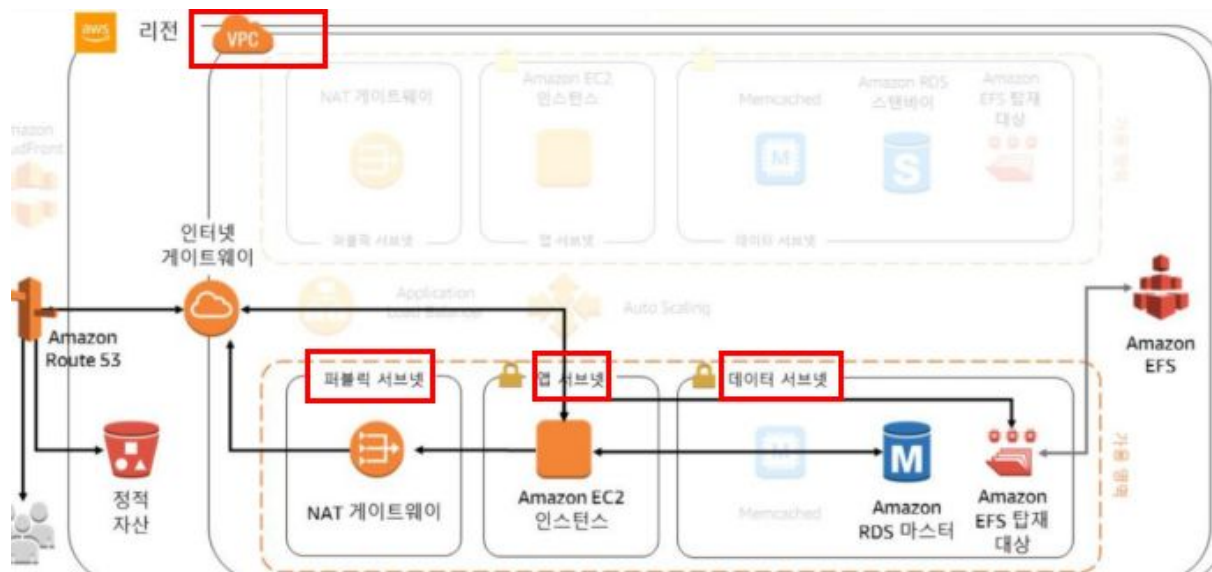 aws
리전
VPC
NAT 게이트웨이
Amazon EC2
인스턴스
Memcached
Amazon RDS
스탠바이
Amazon
EFS 탑재
대상
M
S
가용 영역
퍼블릭 서브넷
앱 서브넷
데이터 서브넷
인터넷
게이트웨이
Application
Load Balancer
Auto Scaling
Amazon
Route 53
Amazon
EFS
퍼블릭 서브넷
앱 서브넷
데이터 서브넷
M
M
가용 영역
정적
자산
NAT 게이트웨이
Amazon EC2
인스턴스
Memcached
Amazon
RDS 마스터
Amazon
EFS 탑재
대상